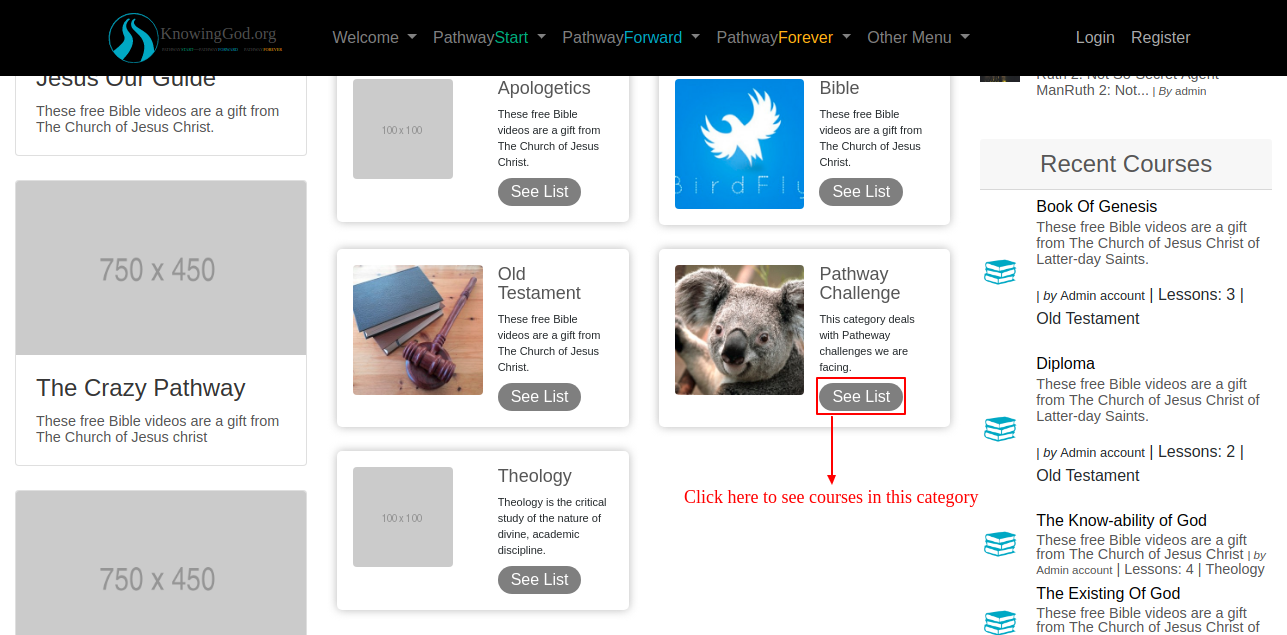 KnowingGod.org
Welcome
PathwayStart
PathwayForward
PathwayForever
Other Menu
Login
Register
Jesus Our Guide
These free Bible videos are a gift from
The Church of Jesus Christ.
750 x 450
The Crazy Pathway
These free Bible videos are a gift from
The Church of Jesus christ
750 x 450
100 x 100
Apologetics
These free Bible
videos are a gift from
The Church of Jesus
Christ.
See List
BirdFly
Bible
These free Bible
videos are a gift from
The Church of Jesus
Christ.
See List
Old
Testament
These free Bible
videos are a gift from
The Church of Jesus
Christ.
See List
Pathway
Challenge
This category deals
with Patheway
challenges we are
facing.
See List
100 x 100
Theology
Theology is the critical
study of the nature of
divine, academic
discipline.
See List
Click here to see courses in this category
Ruth 2: Not So Secret Agent
ManRuth 2: Not... | By admin
Recent Courses
Book Of Genesis
These free Bible videos are a gift
from The Church of Jesus Christ of
Latter-day Saints.
| by Admin account | Lessons: 3 |
Old Testament
Diploma
These free Bible videos are a gift
from The Church of Jesus Christ of
Latter-day Saints.
| by Admin account | Lessons: 2 |
Old Testament
The Know-ability of God
These free Bible videos are a gift
from The Church of Jesus Christ | by
Admin account | Lessons: 4 | Theology
The Existing Of God
These free Bible videos are a gift
from The Church of Jesus Christ of